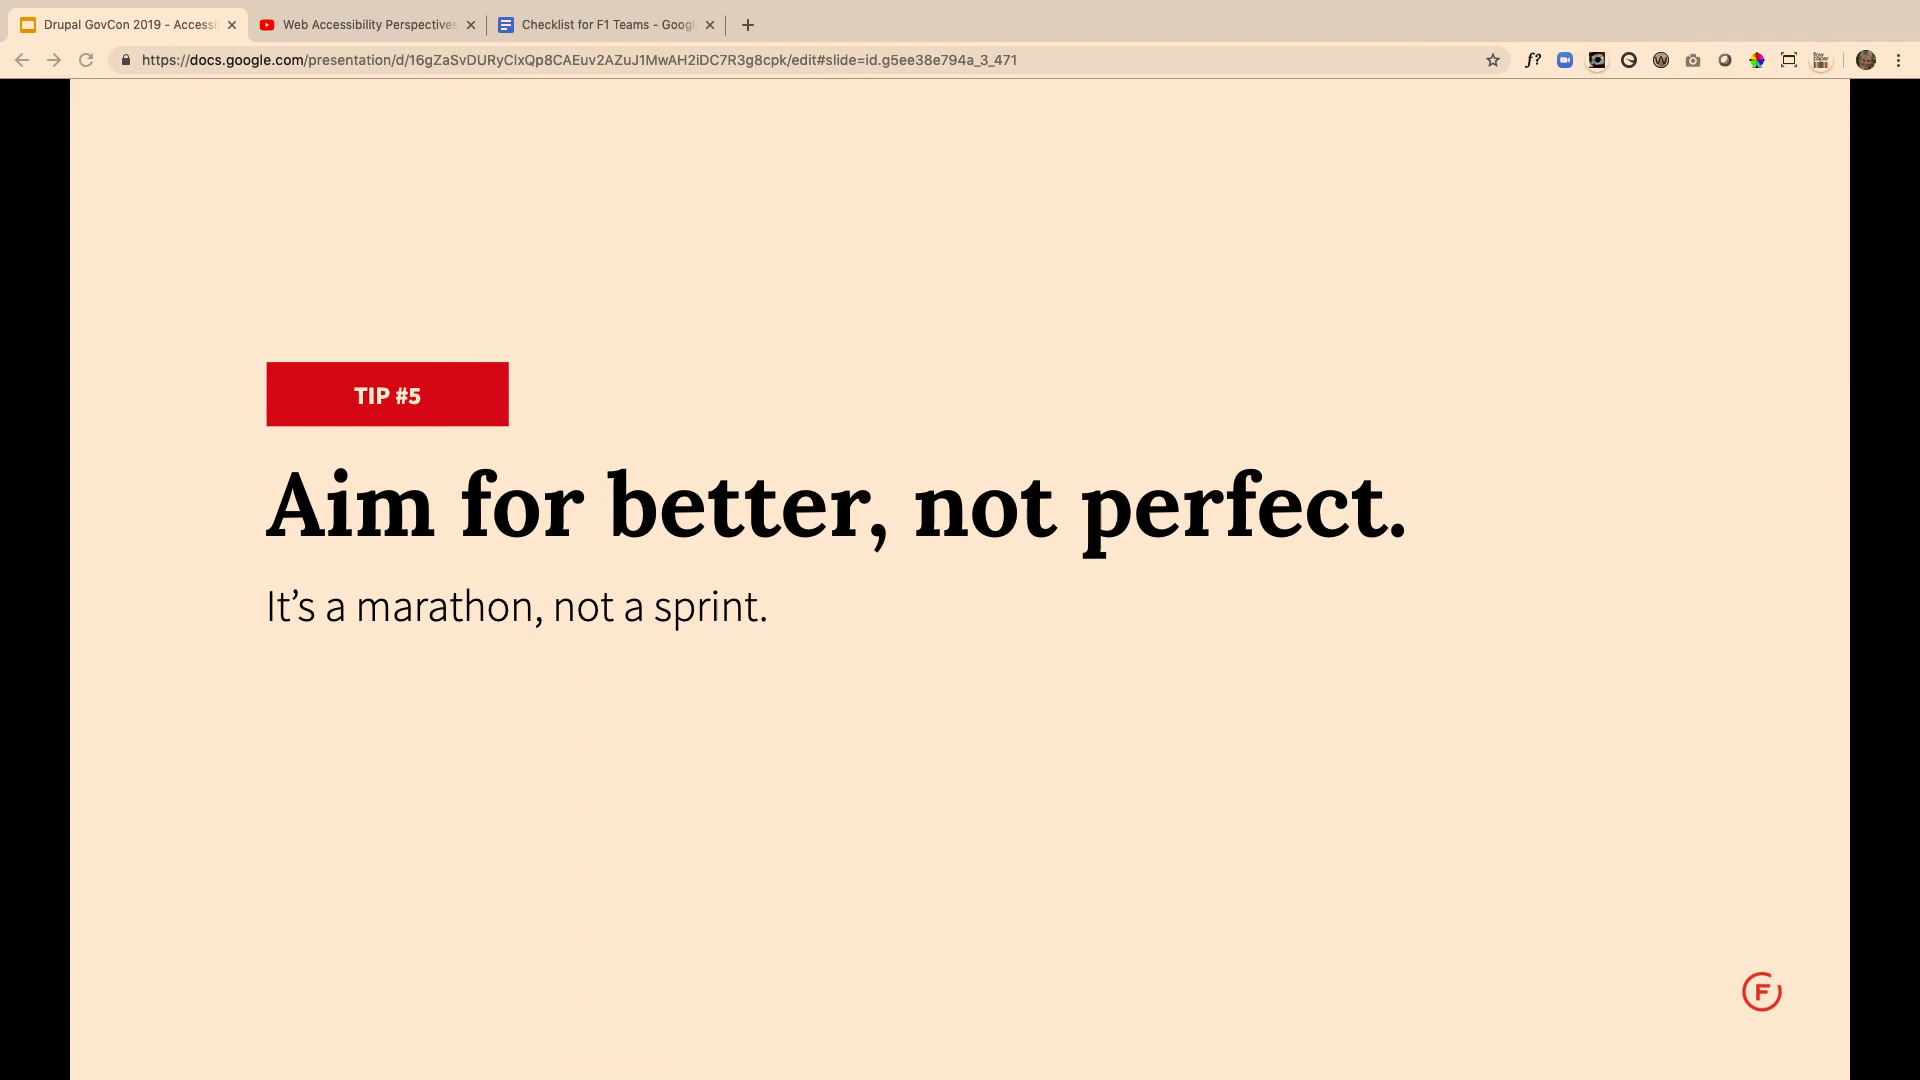 Drupal GovCon 2019 - Accessi
Web Accessibility Perspectives
Checklist for F1 Teams - Googl
https://docs.google.com/presentation/d/16gZaSvDURyClxQp8CAEuv2AZuJ1MwAH2iDC7R3g8cpk/edit#slide=id.g5ee38e794a_3_471
f?
TIP #5
Aim for better, not perfect.
It’s a marathon, not a sprint.
F